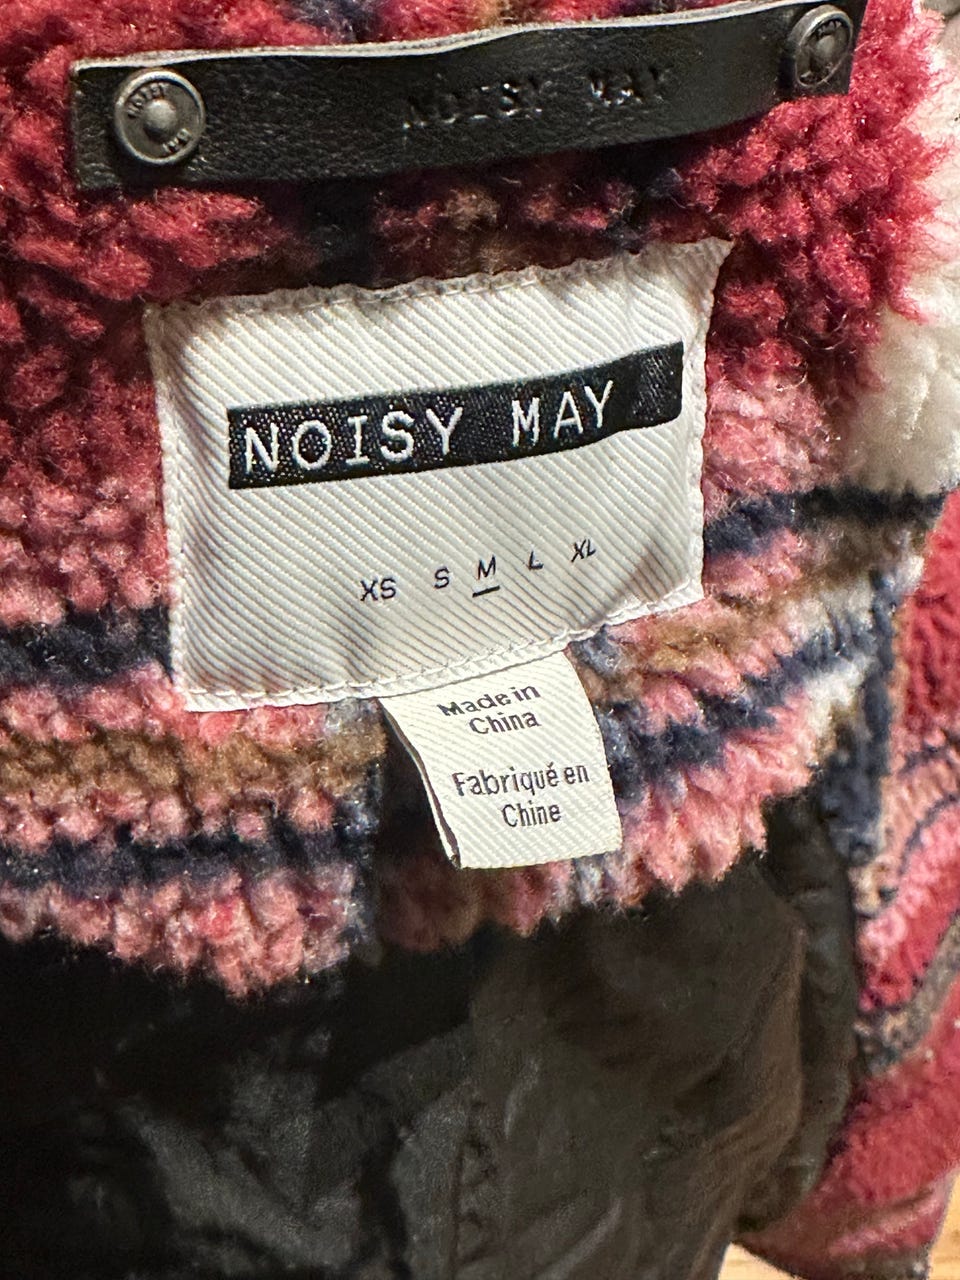 NOISY MAY
NOISY MAY
XS S M L XL
Made in
China
Fabriqué en
Chine